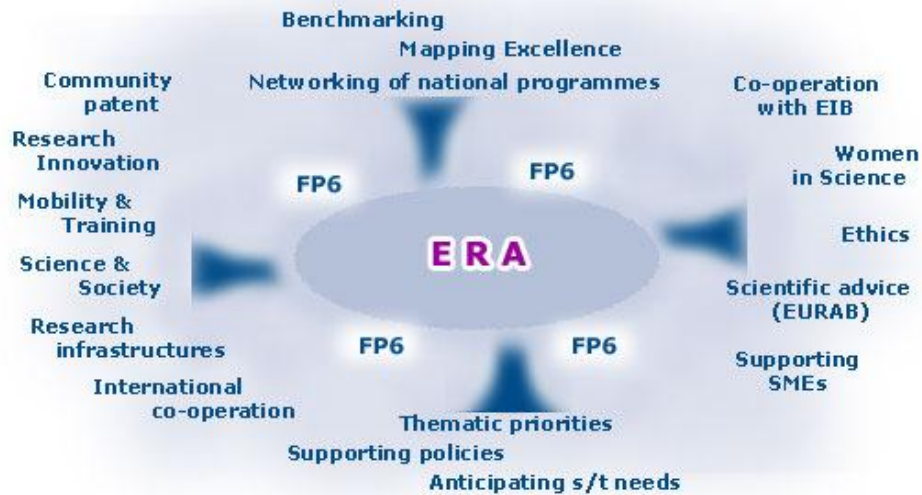 Benchmarking
Mapping Excellence
Networking of national programmes
Community
patent
Research
Innovation
Mobility &
Training
Science &
Society
Research
infrastructures
International
co-operation
FP6
FP6
ERA
FP6
FP6
Co-operation
with EIB
Women
in Science
Ethics
Scientific advice
(EURAB)
Supporting
SMEs
Thematic priorities
Supporting policies
Anticipating s/t needs